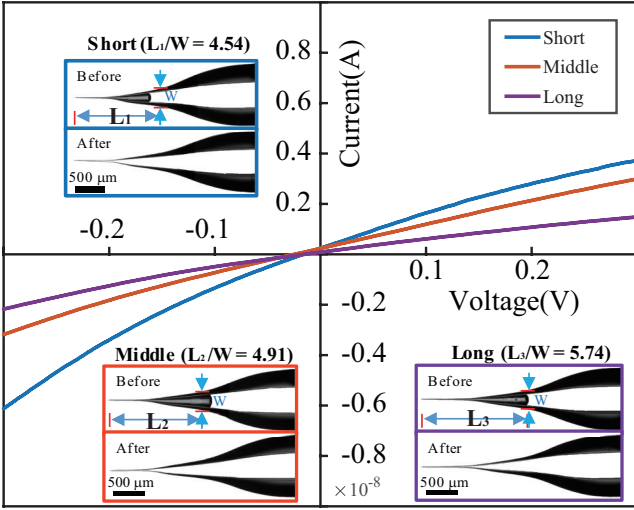 Short (L₁/W = 4.54)
Before
W
L₁
After
500 μm
Current(A)
0.8
0.6
0.4
0.2
Short
Middle
Long
-0.2
-0.1
0
0.1
0.2
Voltage(V)
-0.2
-0.4
-0.6
-0.8
×10⁻⁸
Middle (L₂/W = 4.91)
Before
W
L₂
After
500 μm
Long (L₃/W = 5.74)
Before
W
L₃
After
500 μm